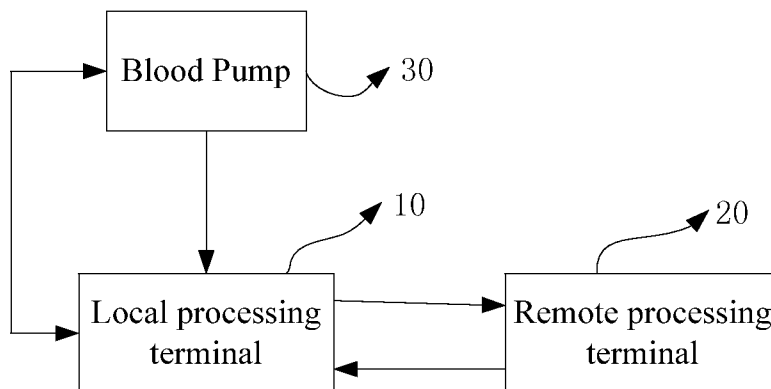 Blood Pump
30
10
20
Local processing
terminal
Remote processing
terminal